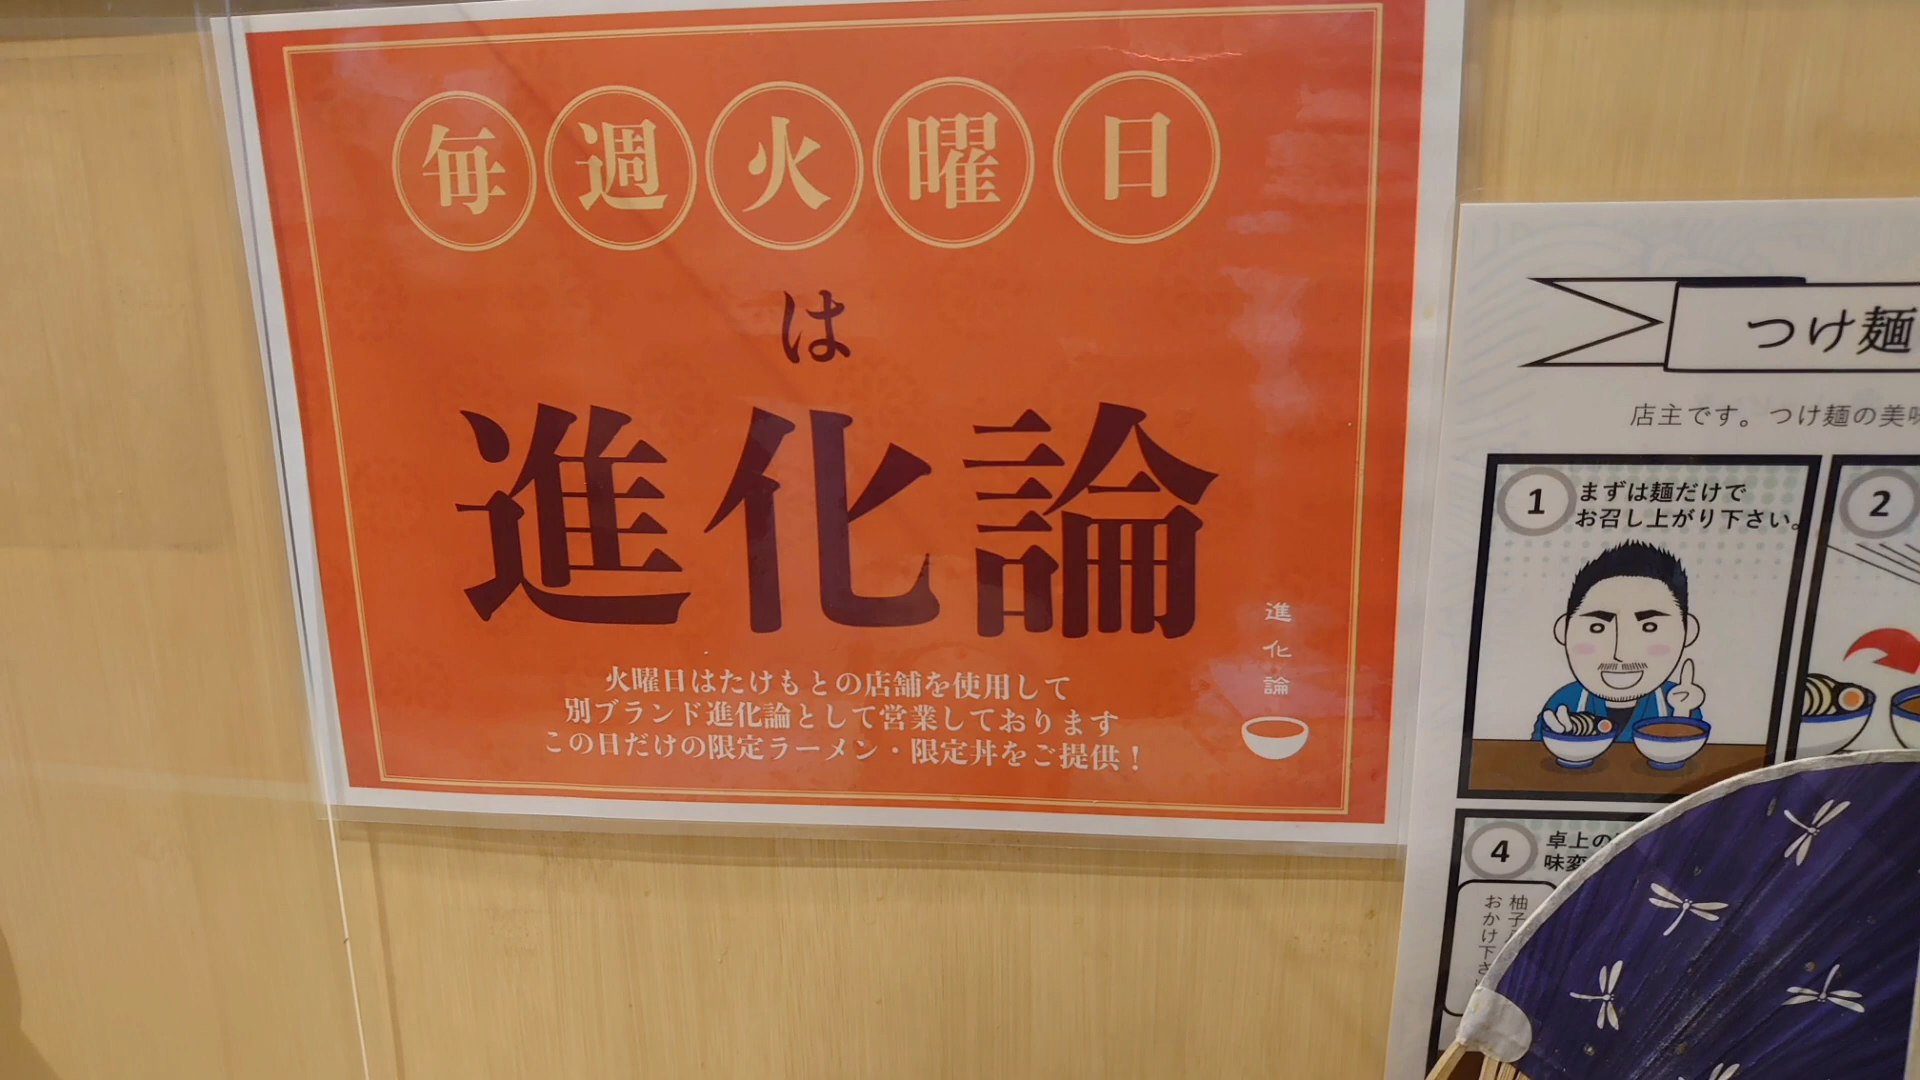 毎週火曜日
は
進化論
火曜日はたけもとの店舗を使用して
別ブランド進化論として営業しております
この日だけの限定ラーメン・限定丼をご提供！
進化論
つけ麺
店主です。つけ麺の美味
1
まずは麺だけで
お召し上がり下さい。
2
4
卓上の
味変
柚子
おかけ下さ